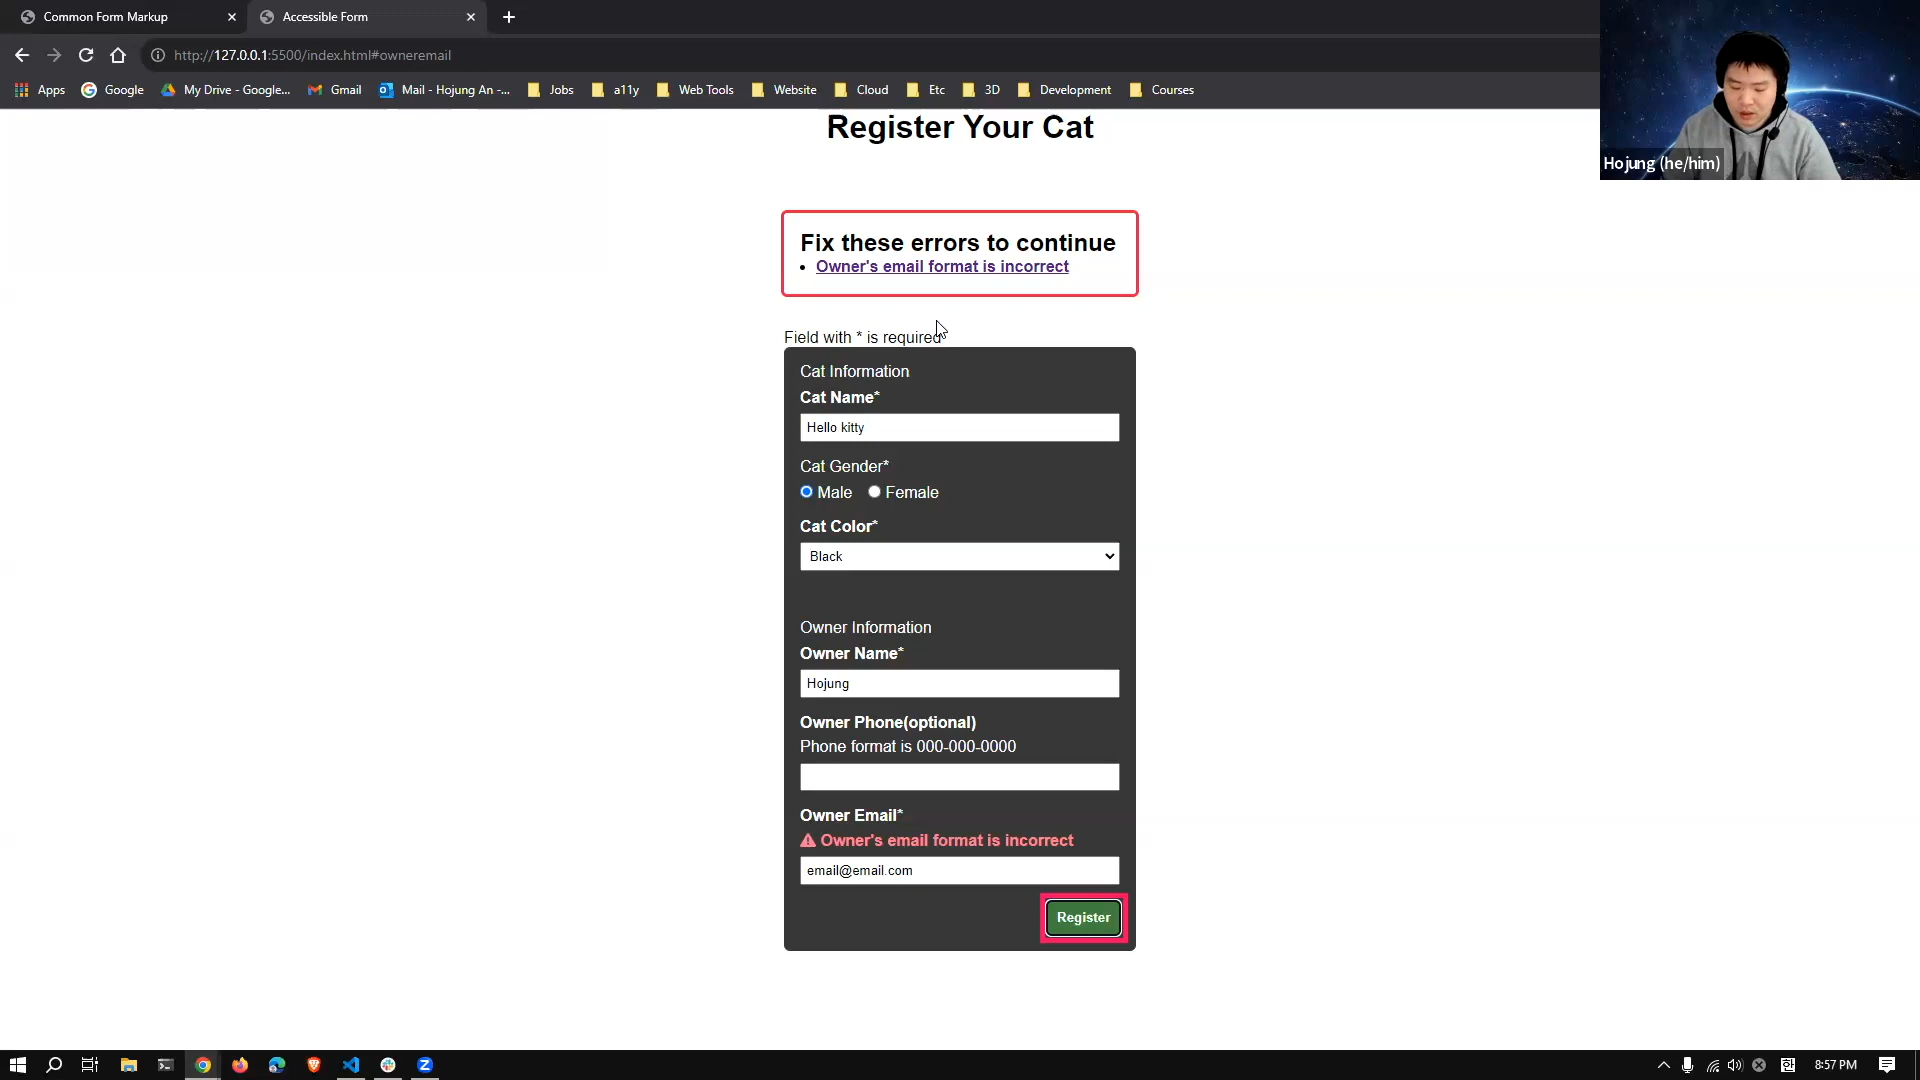 Common Form Markup
Accessible Form
http://127.0.0.1:5500/index.html#owneremail
Apps
Google
My Drive - Google...
Gmail
Mail - Hojung An -...
Jobs
a11y
Web Tools
Website
Cloud
Etc
3D
Development
Courses
Hojung (he/him)
Register Your Cat
Fix these errors to continue
Owner's email format is incorrect
Field with * is required
Cat Information
Cat Name*
Hello kitty
Cat Gender*
Male
Female
Cat Color*
Black
Owner Information
Owner Name*
Hojung
Owner Phone(optional)
Phone format is 000-000-0000
Owner Email*
Owner's email format is incorrect
email@email.com
Register
8:57 PM